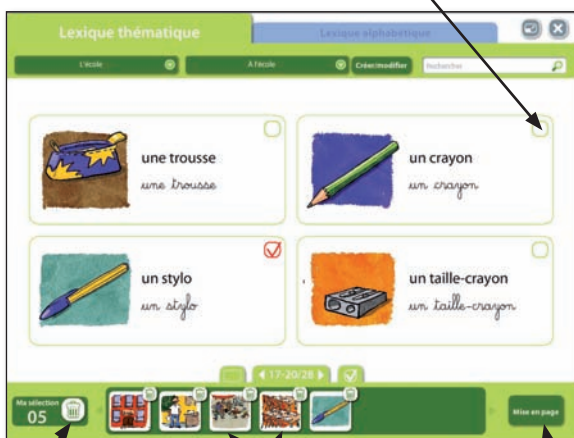 Lexique thématique
Lexique alphabétique
L'école
À l'école
Créer/modifier
Rechercher
une trousse
une trousse
un crayon
un crayon
un stylo
un stylo
un taille-crayon
un taille-crayon
17-20/28
Ma sélection
05
Mise en page